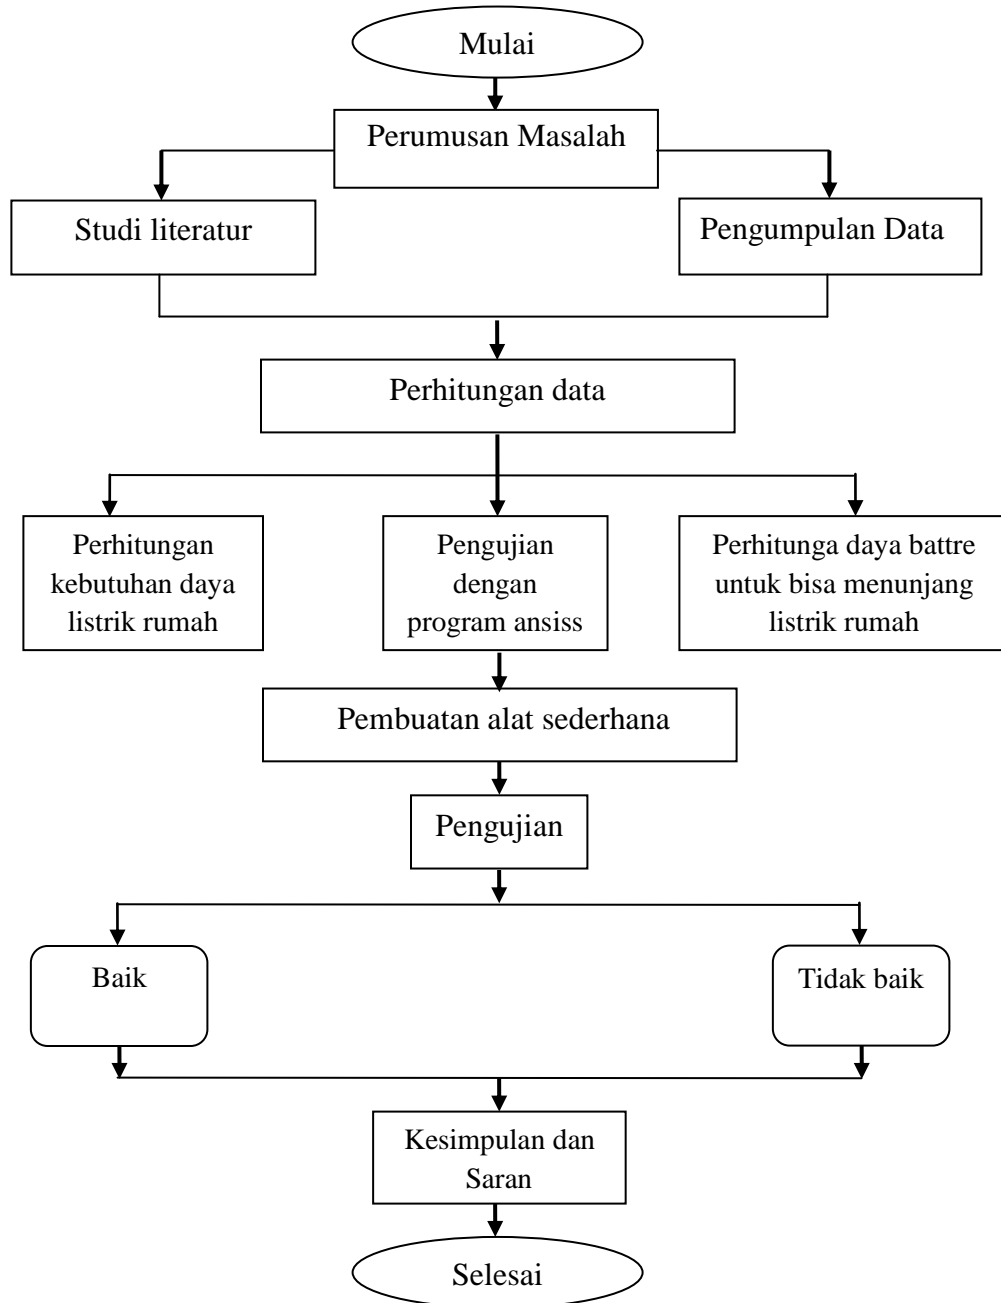 Mulai
Perumusan Masalah
Studi literatur
Pengumpulan Data
Perhitungan data
Perhitungan
kebutuhan daya
listrik rumah
Pengujian
dengan
program ansiss
Perhitunga daya battre
untuk bisa menunjang
listrik rumah
Pembuatan alat sederhana
Pengujian
Baik
Tidak baik
Kesimpulan dan
Saran
Selesai